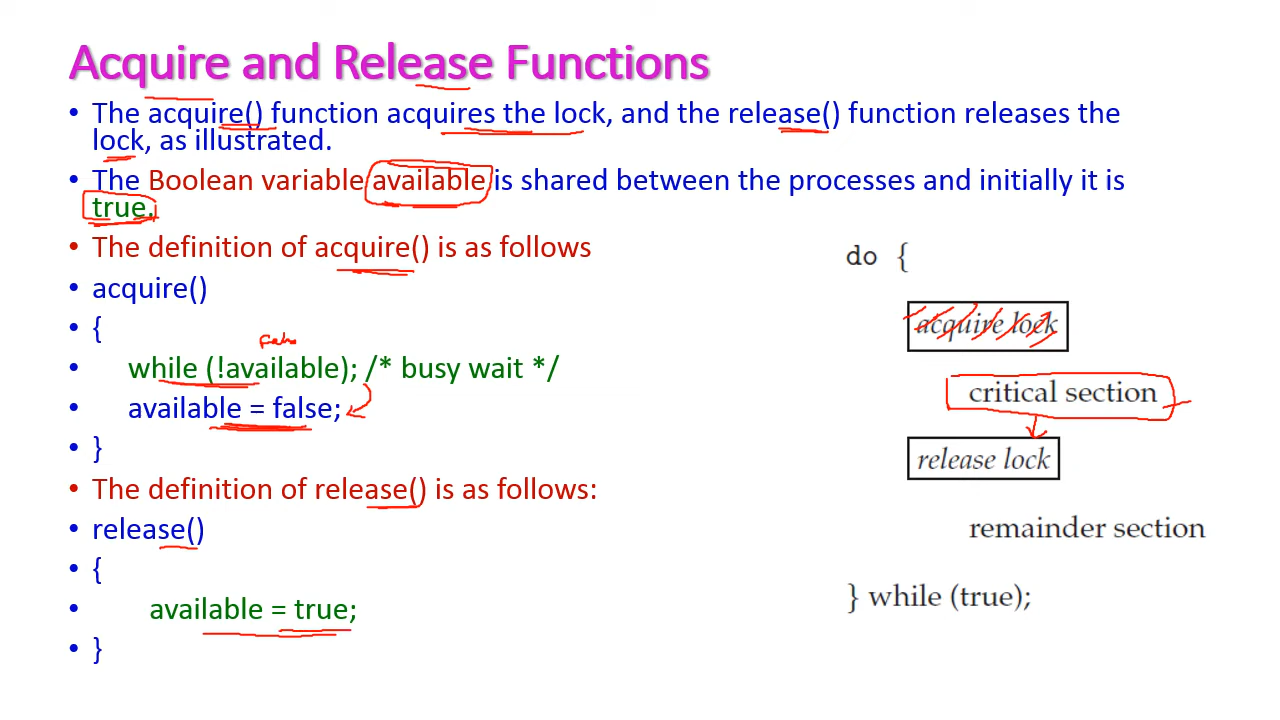 Acquire and Release Functions
• The acquire() function acquires the lock, and the release() function releases the
lock, as illustrated.
• The Boolean variable available is shared between the processes and initially it is
true.
• The definition of acquire() is as follows
• acquire()
• {
• while (!available); /* busy wait */
• available = false;
• }
• The definition of release() is as follows:
• release()
• {
• available = true;
• }
do {
acquire lock
critical section
release lock
remainder section
} while (true);